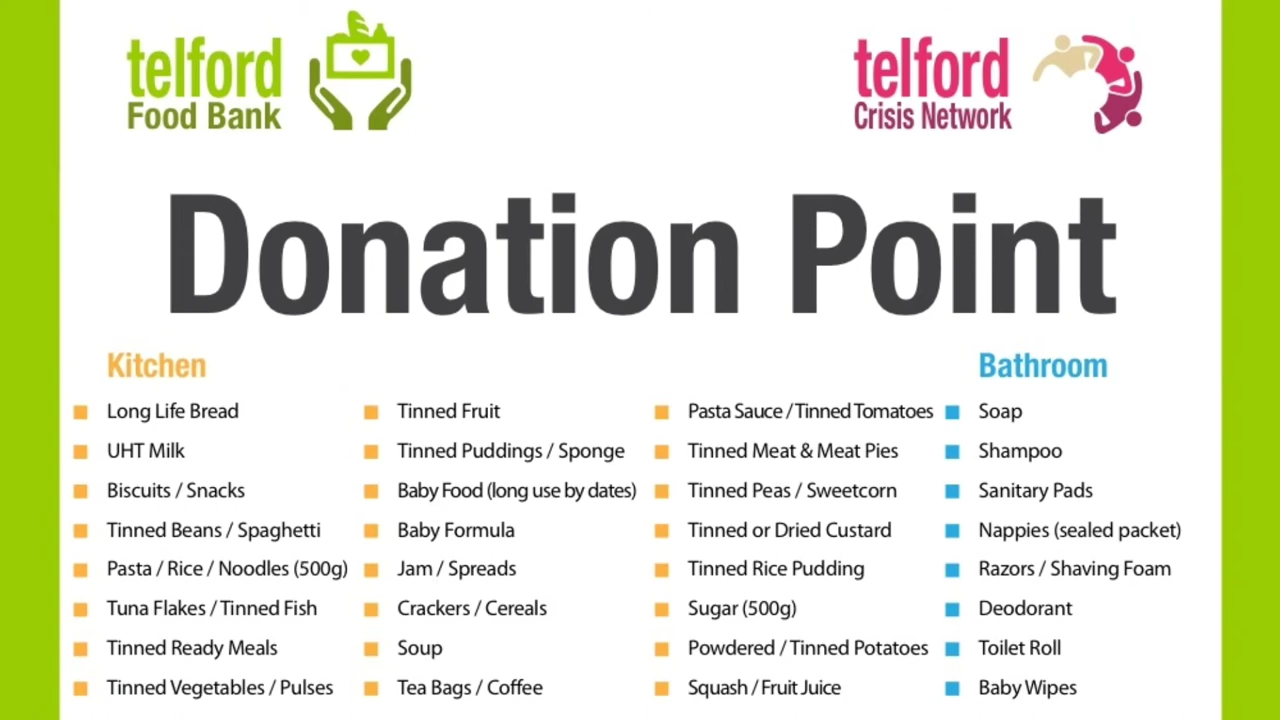 telford
Food Bank
telford
Crisis Network
Donation Point
Kitchen
Long Life Bread
UHT Milk
Biscuits / Snacks
Tinned Beans / Spaghetti
Pasta / Rice / Noodles (500g)
Tuna Flakes / Tinned Fish
Tinned Ready Meals
Tinned Vegetables / Pulses
Tinned Fruit
Tinned Puddings / Sponge
Baby Food (long use by dates)
Baby Formula
Jam / Spreads
Crackers / Cereals
Soup
Tea Bags / Coffee
Pasta Sauce / Tinned Tomatoes
Tinned Meat & Meat Pies
Tinned Peas / Sweetcorn
Tinned or Dried Custard
Tinned Rice Pudding
Sugar (500g)
Powdered / Tinned Potatoes
Squash / Fruit Juice
Bathroom
Soap
Shampoo
Sanitary Pads
Nappies (sealed packet)
Razors / Shaving Foam
Deodorant
Toilet Roll
Baby Wipes